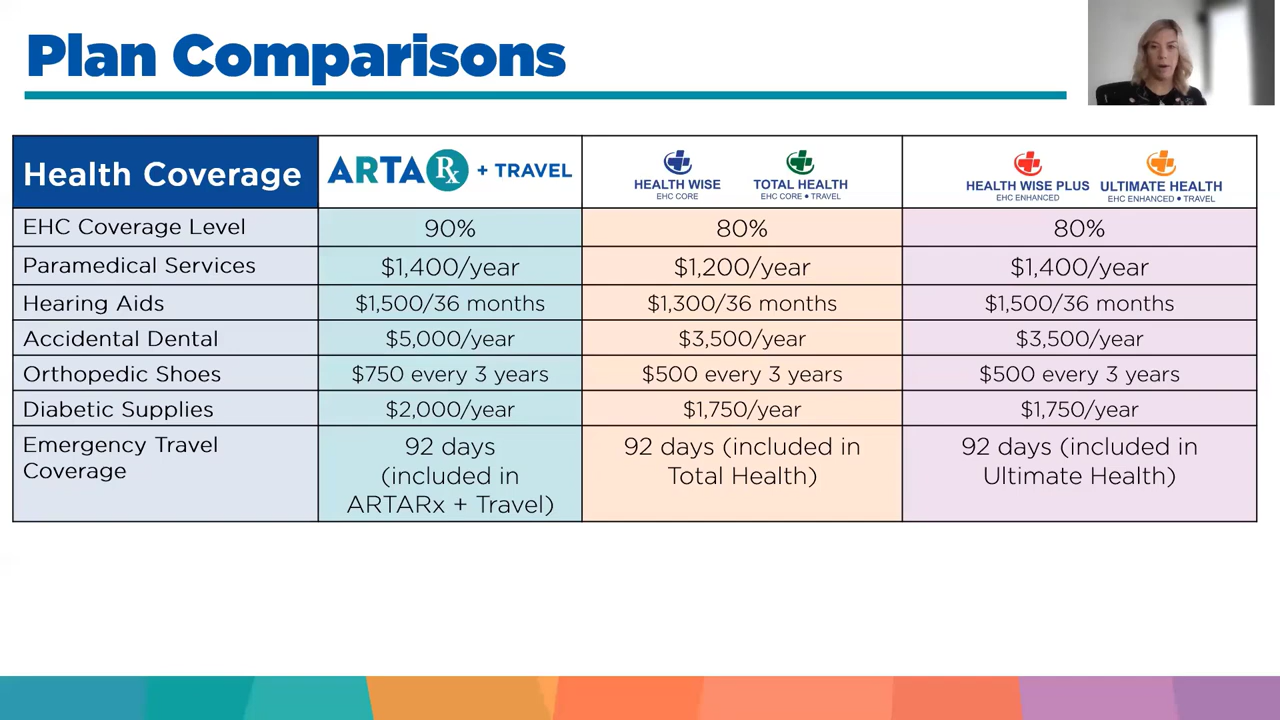 Plan Comparisons
Health Coverage
ARTA Rx + TRAVEL
HEALTH WISE
EHC CORE
TOTAL HEALTH
EHC CORE • TRAVEL
HEALTH WISE PLUS
EHC ENHANCED
ULTIMATE HEALTH
EHC ENHANCED • TRAVEL
EHC Coverage Level
90%
80%
80%
Paramedical Services
$1,400/year
$1,200/year
$1,400/year
Hearing Aids
$1,500/36 months
$1,300/36 months
$1,500/36 months
Accidental Dental
$5,000/year
$3,500/year
$3,500/year
Orthopedic Shoes
$750 every 3 years
$500 every 3 years
$500 every 3 years
Diabetic Supplies
$2,000/year
$1,750/year
$1,750/year
Emergency Travel
Coverage
92 days
(included in
ARTARx + Travel)
92 days (included in
Total Health)
92 days (included in
Ultimate Health)